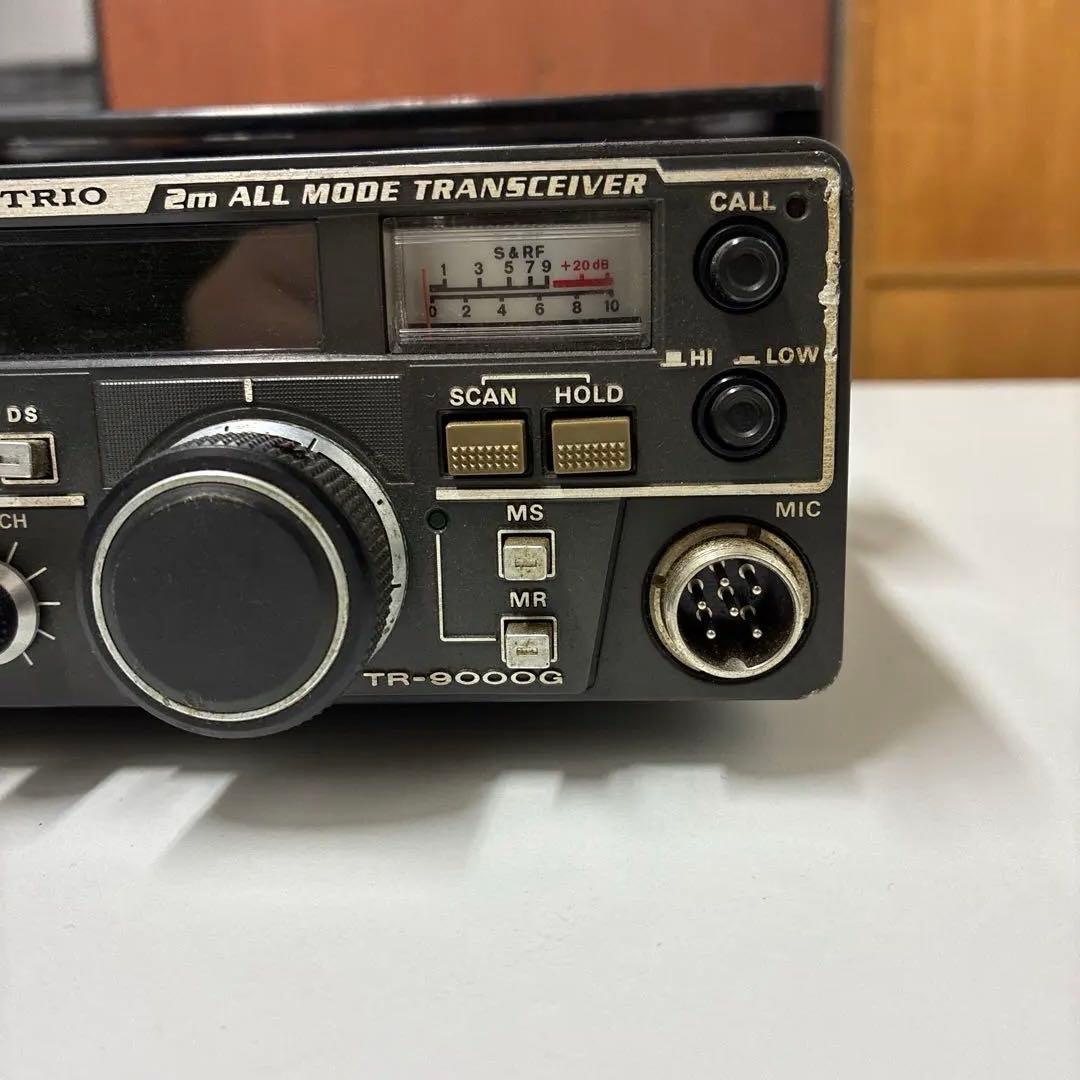 TRIO 2m ALL MODE TRANSCEIVER
CALL
S&RF
1 3 5 7 9 +20dB
0 2 4 6 8 10
HI LOW
SCAN HOLD
DS
CH
MS
MIC
MR
TR-9000G